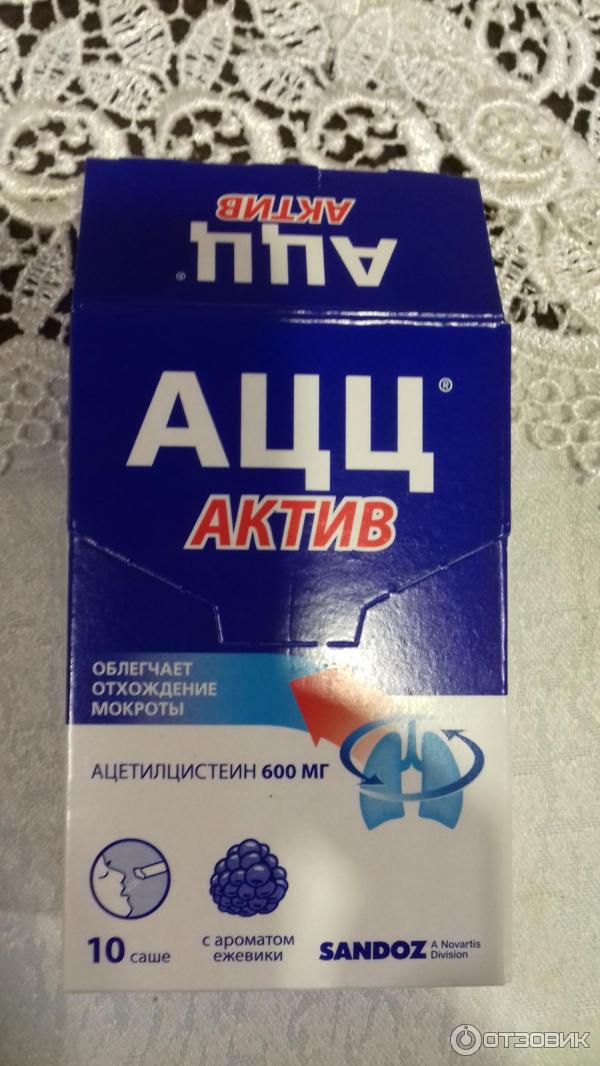 АКТИВ
АЦЦ®
АЦЦ®
АКТИВ
ОБЛЕГЧАЕТ
ОТХОЖДЕНИЕ
МОКРОТЫ
АЦЕТИЛЦИСТЕИН 600 МГ
10 саше
с ароматом
ежевики
SANDOZ A Novartis
Division
ОТЗОВИК